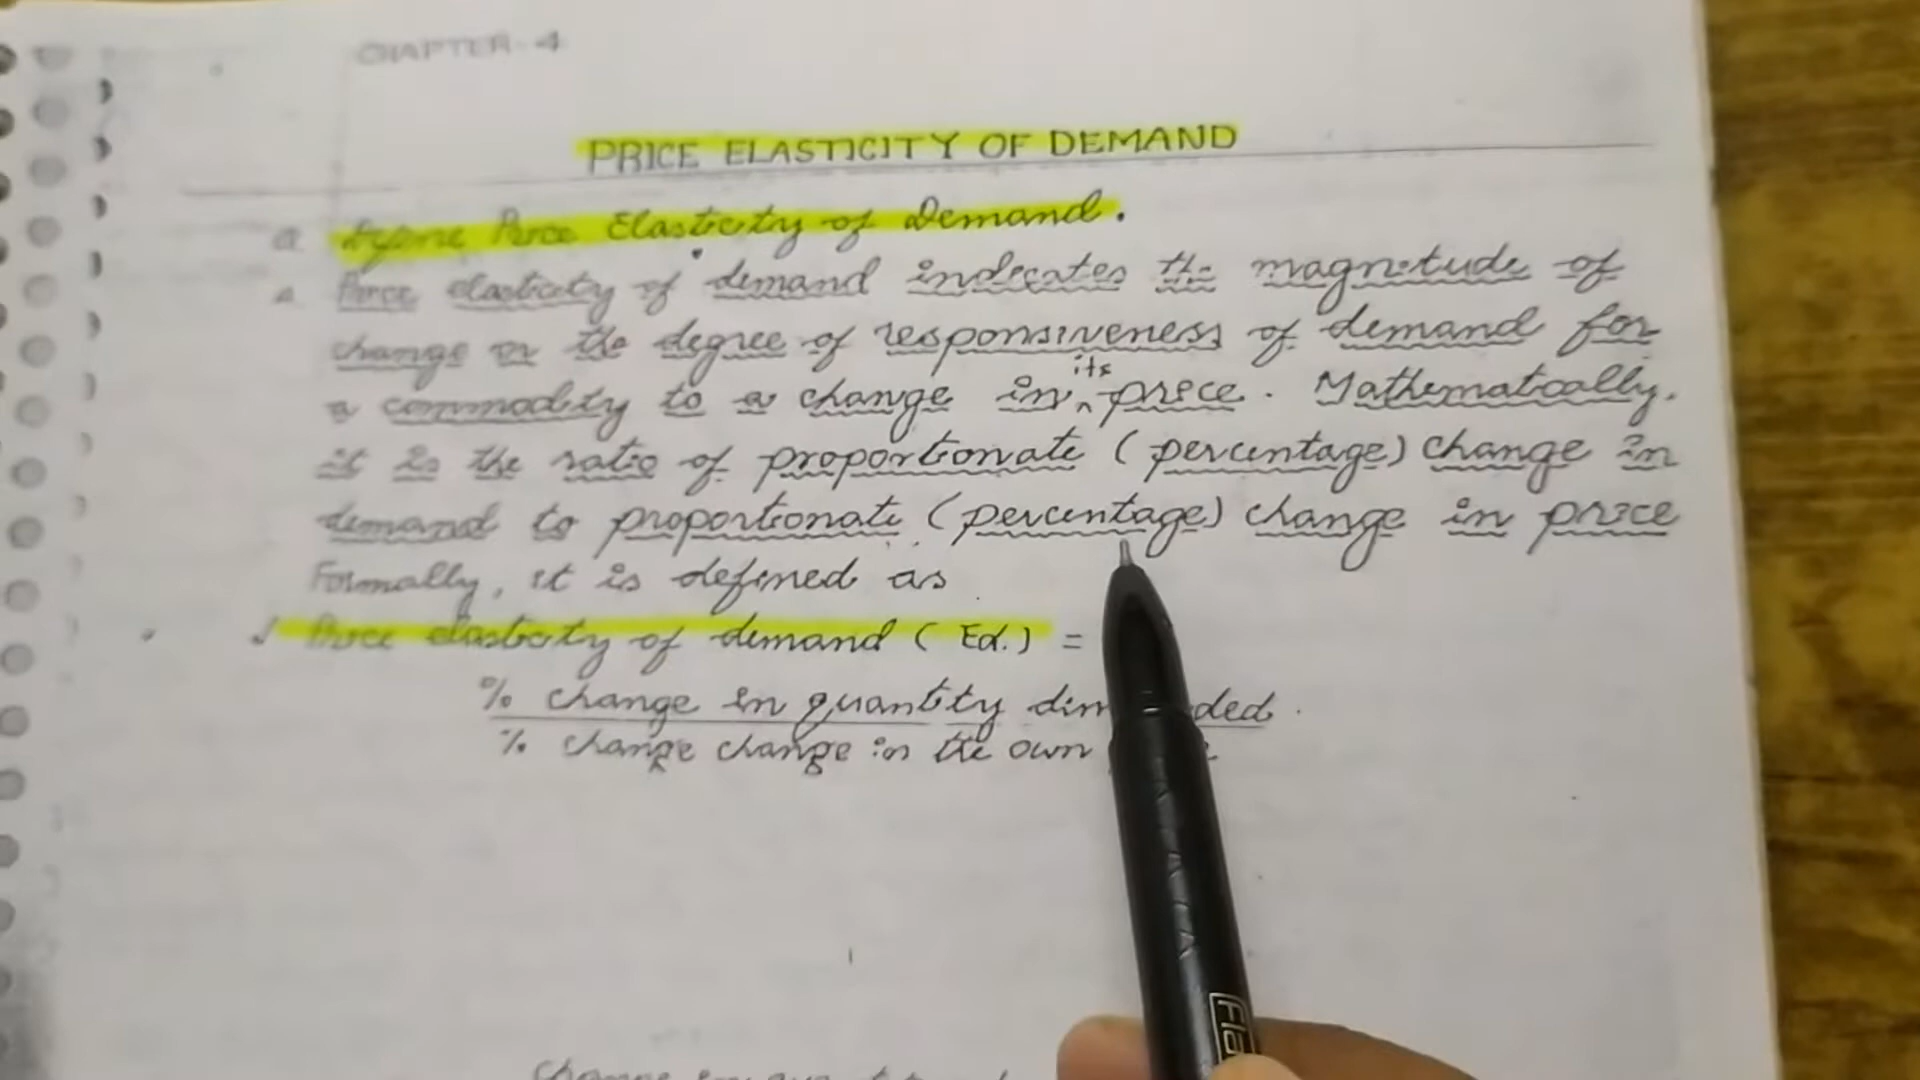 CHAPTER-4
PRICE ELASTICITY OF DEMAND
Q Define Price Elasticity of Demand.
Price elasticity of demand indicates the magnitude of
change or the degree of responsiveness of demand for
its
a commodity to a change in ^ price. Mathematically,
it is the ratio of proportionate (percentage) change in
demand to proportionate (percentage) change in price
Formally, it is defined as
Price elasticity of demand (Ed.) =
% change in quantity ded.
% change change in the own
Fla